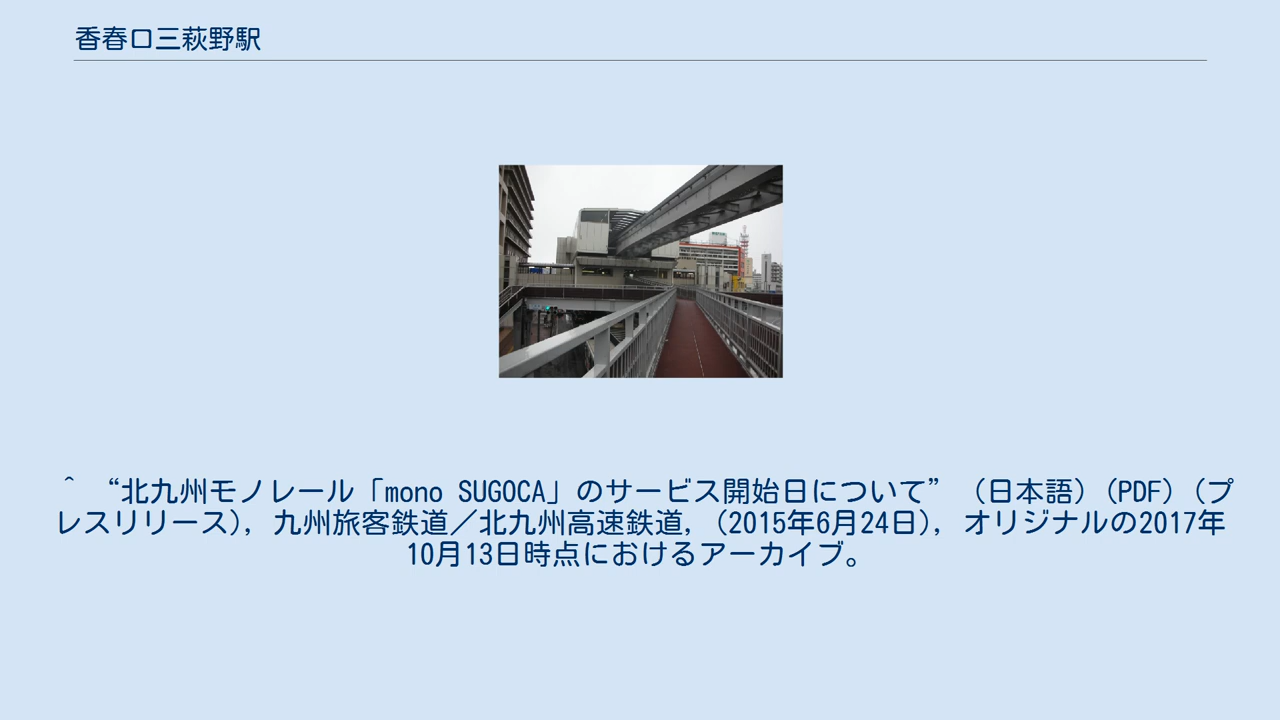 香春口三萩野駅
^ “北九州モノレール「mono SUGOCA」のサービス開始日について” （日本語）(PDF)（プ
レスリリース）, 九州旅客鉄道／北九州高速鉄道, （2015年6月24日）, オリジナルの2017年
10月13日時点におけるアーカイブ。